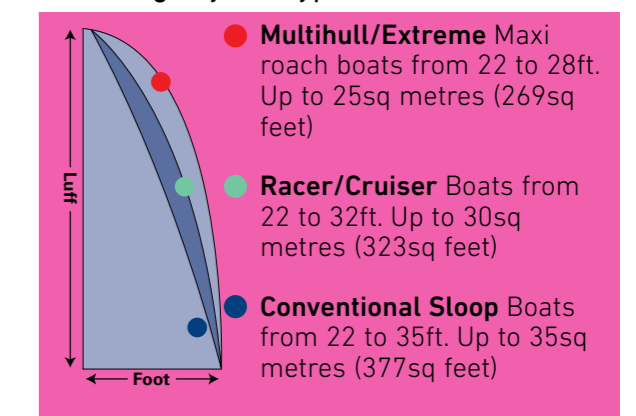 Multihull/Extreme Maxi
roach boats from 22 to 28ft.
Up to 25sq metres (269sq
feet)
Racer/Cruiser Boats from
22 to 32ft. Up to 30sq
metres (323sq feet)
Conventional Sloop Boats
from 22 to 35ft. Up to 35sq
metres (377sq feet)
Luff
Foot